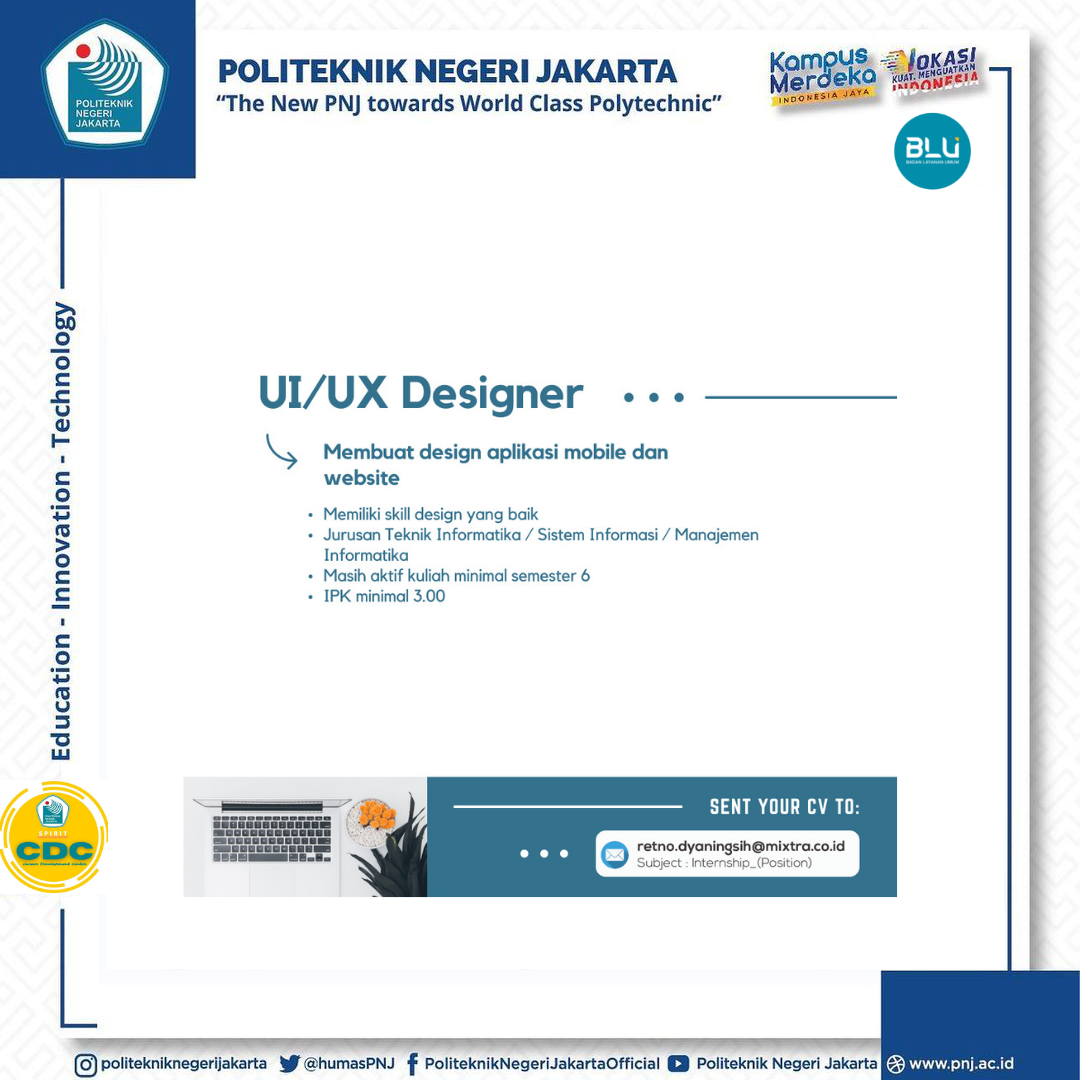 POLITEKNIK
NEGERI
JAKARTA
POLITEKNIK NEGERI JAKARTA
“The New PNJ towards World Class Polytechnic”
Kampus
Merdeka
INDONESIA JAYA
VOKASI
KUAT, MENGUATKAN
INDONESIA
BLU
BADAN LAYANAN UMUM
Education - Innovation - Technology
UI/UX Designer
Membuat design aplikasi mobile dan
website
• Memiliki skill design yang baik
• Jurusan Teknik Informatika / Sistem Informasi / Manajemen
Informatika
• Masih aktif kuliah minimal semester 6
• IPK minimal 3.00
SPIRIT
CDC
Career Development Center
SENT YOUR CV TO:
retno.dyaningsih@mixtra.co.id
Subject : Internship_(Position)
politekniknegerijakarta
@humasPNJ
PoliteknikNegeriJakartaOfficial
Politeknik Negeri Jakarta
www.pnj.ac.id